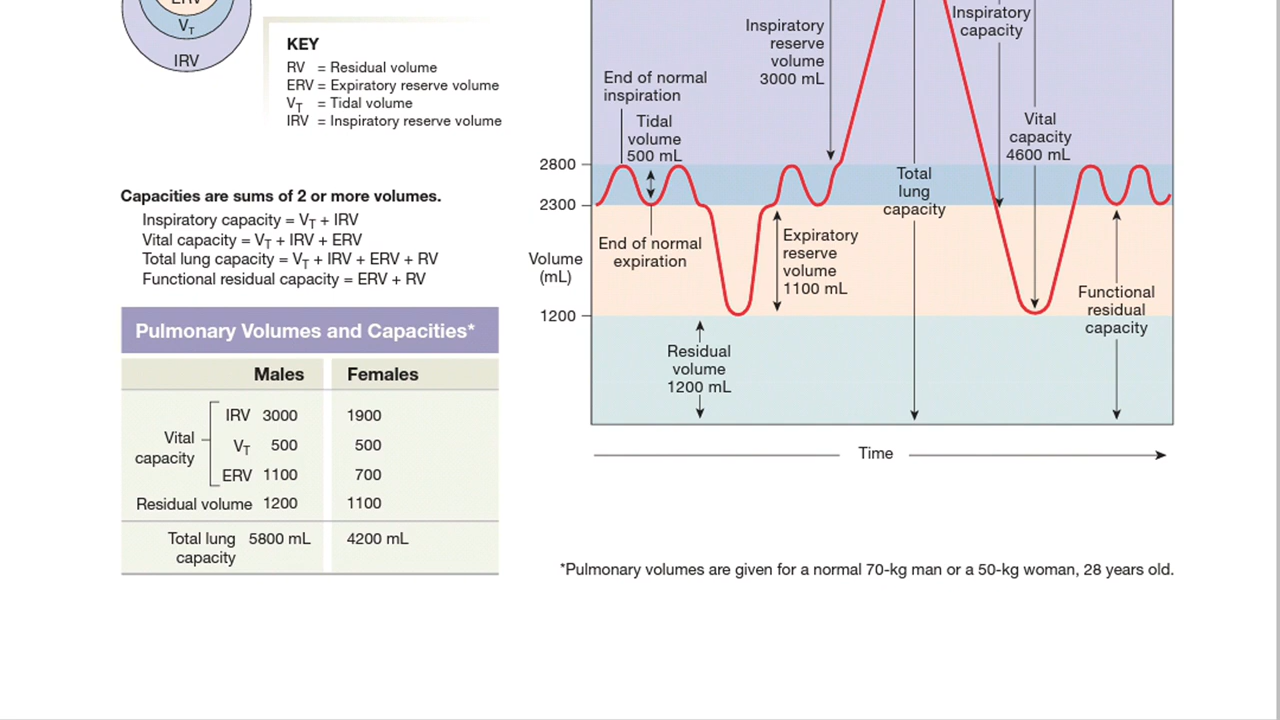 ERV
VT
IRV
KEY
RV = Residual volume
ERV = Expiratory reserve volume
VT = Tidal volume
IRV = Inspiratory reserve volume
Capacities are sums of 2 or more volumes.
Inspiratory capacity = VT + IRV
Vital capacity = VT + IRV + ERV
Total lung capacity = VT + IRV + ERV + RV
Functional residual capacity = ERV + RV
Pulmonary Volumes and Capacities*
Males Females
IRV 3000 1900
Vital capacity
VT 500 500
ERV 1100 700
Residual volume 1200 1100
Total lung capacity 5800 mL 4200 mL
Volume
(mL)
2800
2300
1200
End of normal
inspiration
Tidal
volume
500 mL
End of normal
expiration
Inspiratory
reserve
volume
3000 mL
Expiratory
reserve
volume
1100 mL
Residual
volume
1200 mL
Total
lung
capacity
Inspiratory
capacity
Vital
capacity
4600 mL
Functional
residual
capacity
Time
*Pulmonary volumes are given for a normal 70-kg man or a 50-kg woman, 28 years old.